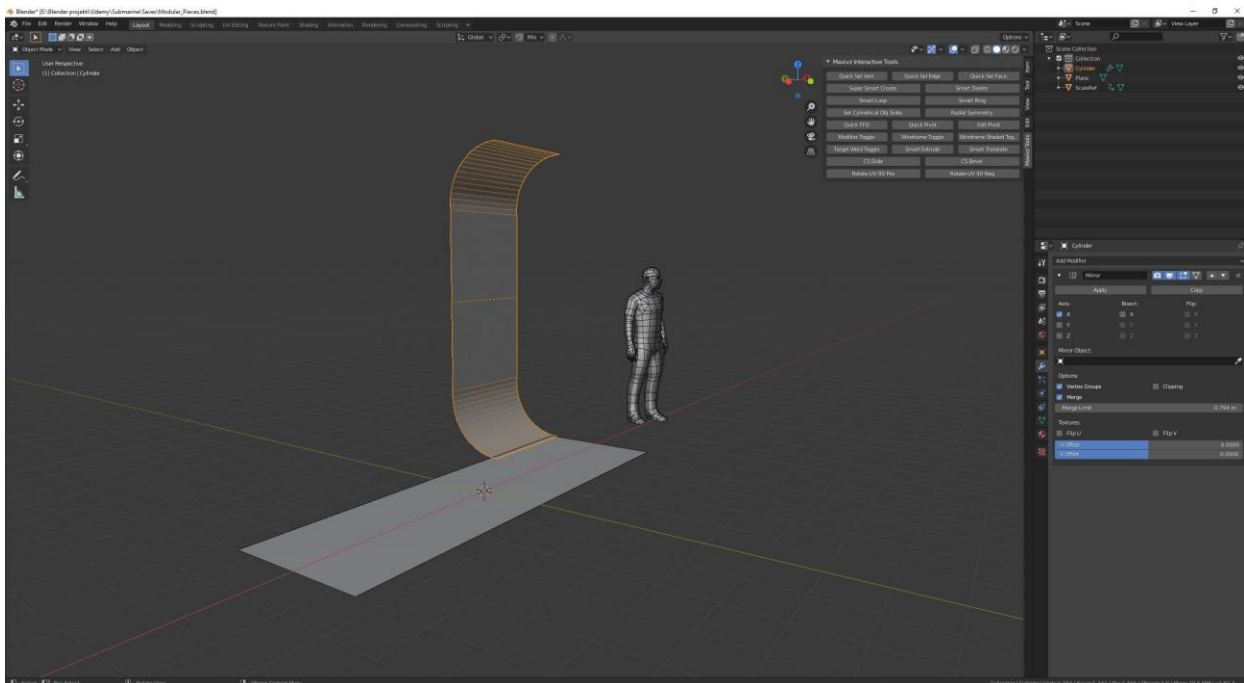 Blender* [E:\Blender projekti\Udemy\Submarine\Saves\Modular_Pieces.blend]
File Edit Render Window Help Layout Modeling Sculpting UV Editing Texture Paint Shading Animation Rendering Compositing Scripting + Scene View Layer
Global Mix Options
Object Mode View Select Add Object
User Perspective
(1) Collection | Cylinder
Maxivz Interactive Tools
Quick Sel Vert Quick Sel Edge Quick Sel Face
Super Smart Create Smart Delete
Smart Loop Smart Ring
Set Cylindrical Obj Sides Radial Symmetry
Quick FFD Quick Pivot Edit Pivot
Modifier Toggle Wireframe Toggle Wireframe Shaded Tog..
Target Weld Toggle Smart Extrude Smart Translate
CS Slide CS Bevel
Rotate UV 90 Pos Rotate UV 90 Neg
Item
Tool
View
Edit
Maxivz Tools
Scene Collection
Collection
Cylinder
Plane
ScaleRef
Cylinder
Add Modifier
Mirror
Apply Copy
Axis: Bisect: Flip:
X X X
Y Y Y
Z Z Z
Mirror Object:
Options:
Vertex Groups Clipping
Merge
Merge Limit 0.794 m
Textures:
Flip U Flip V
U Offset 0.0000
V Offset 0.0000